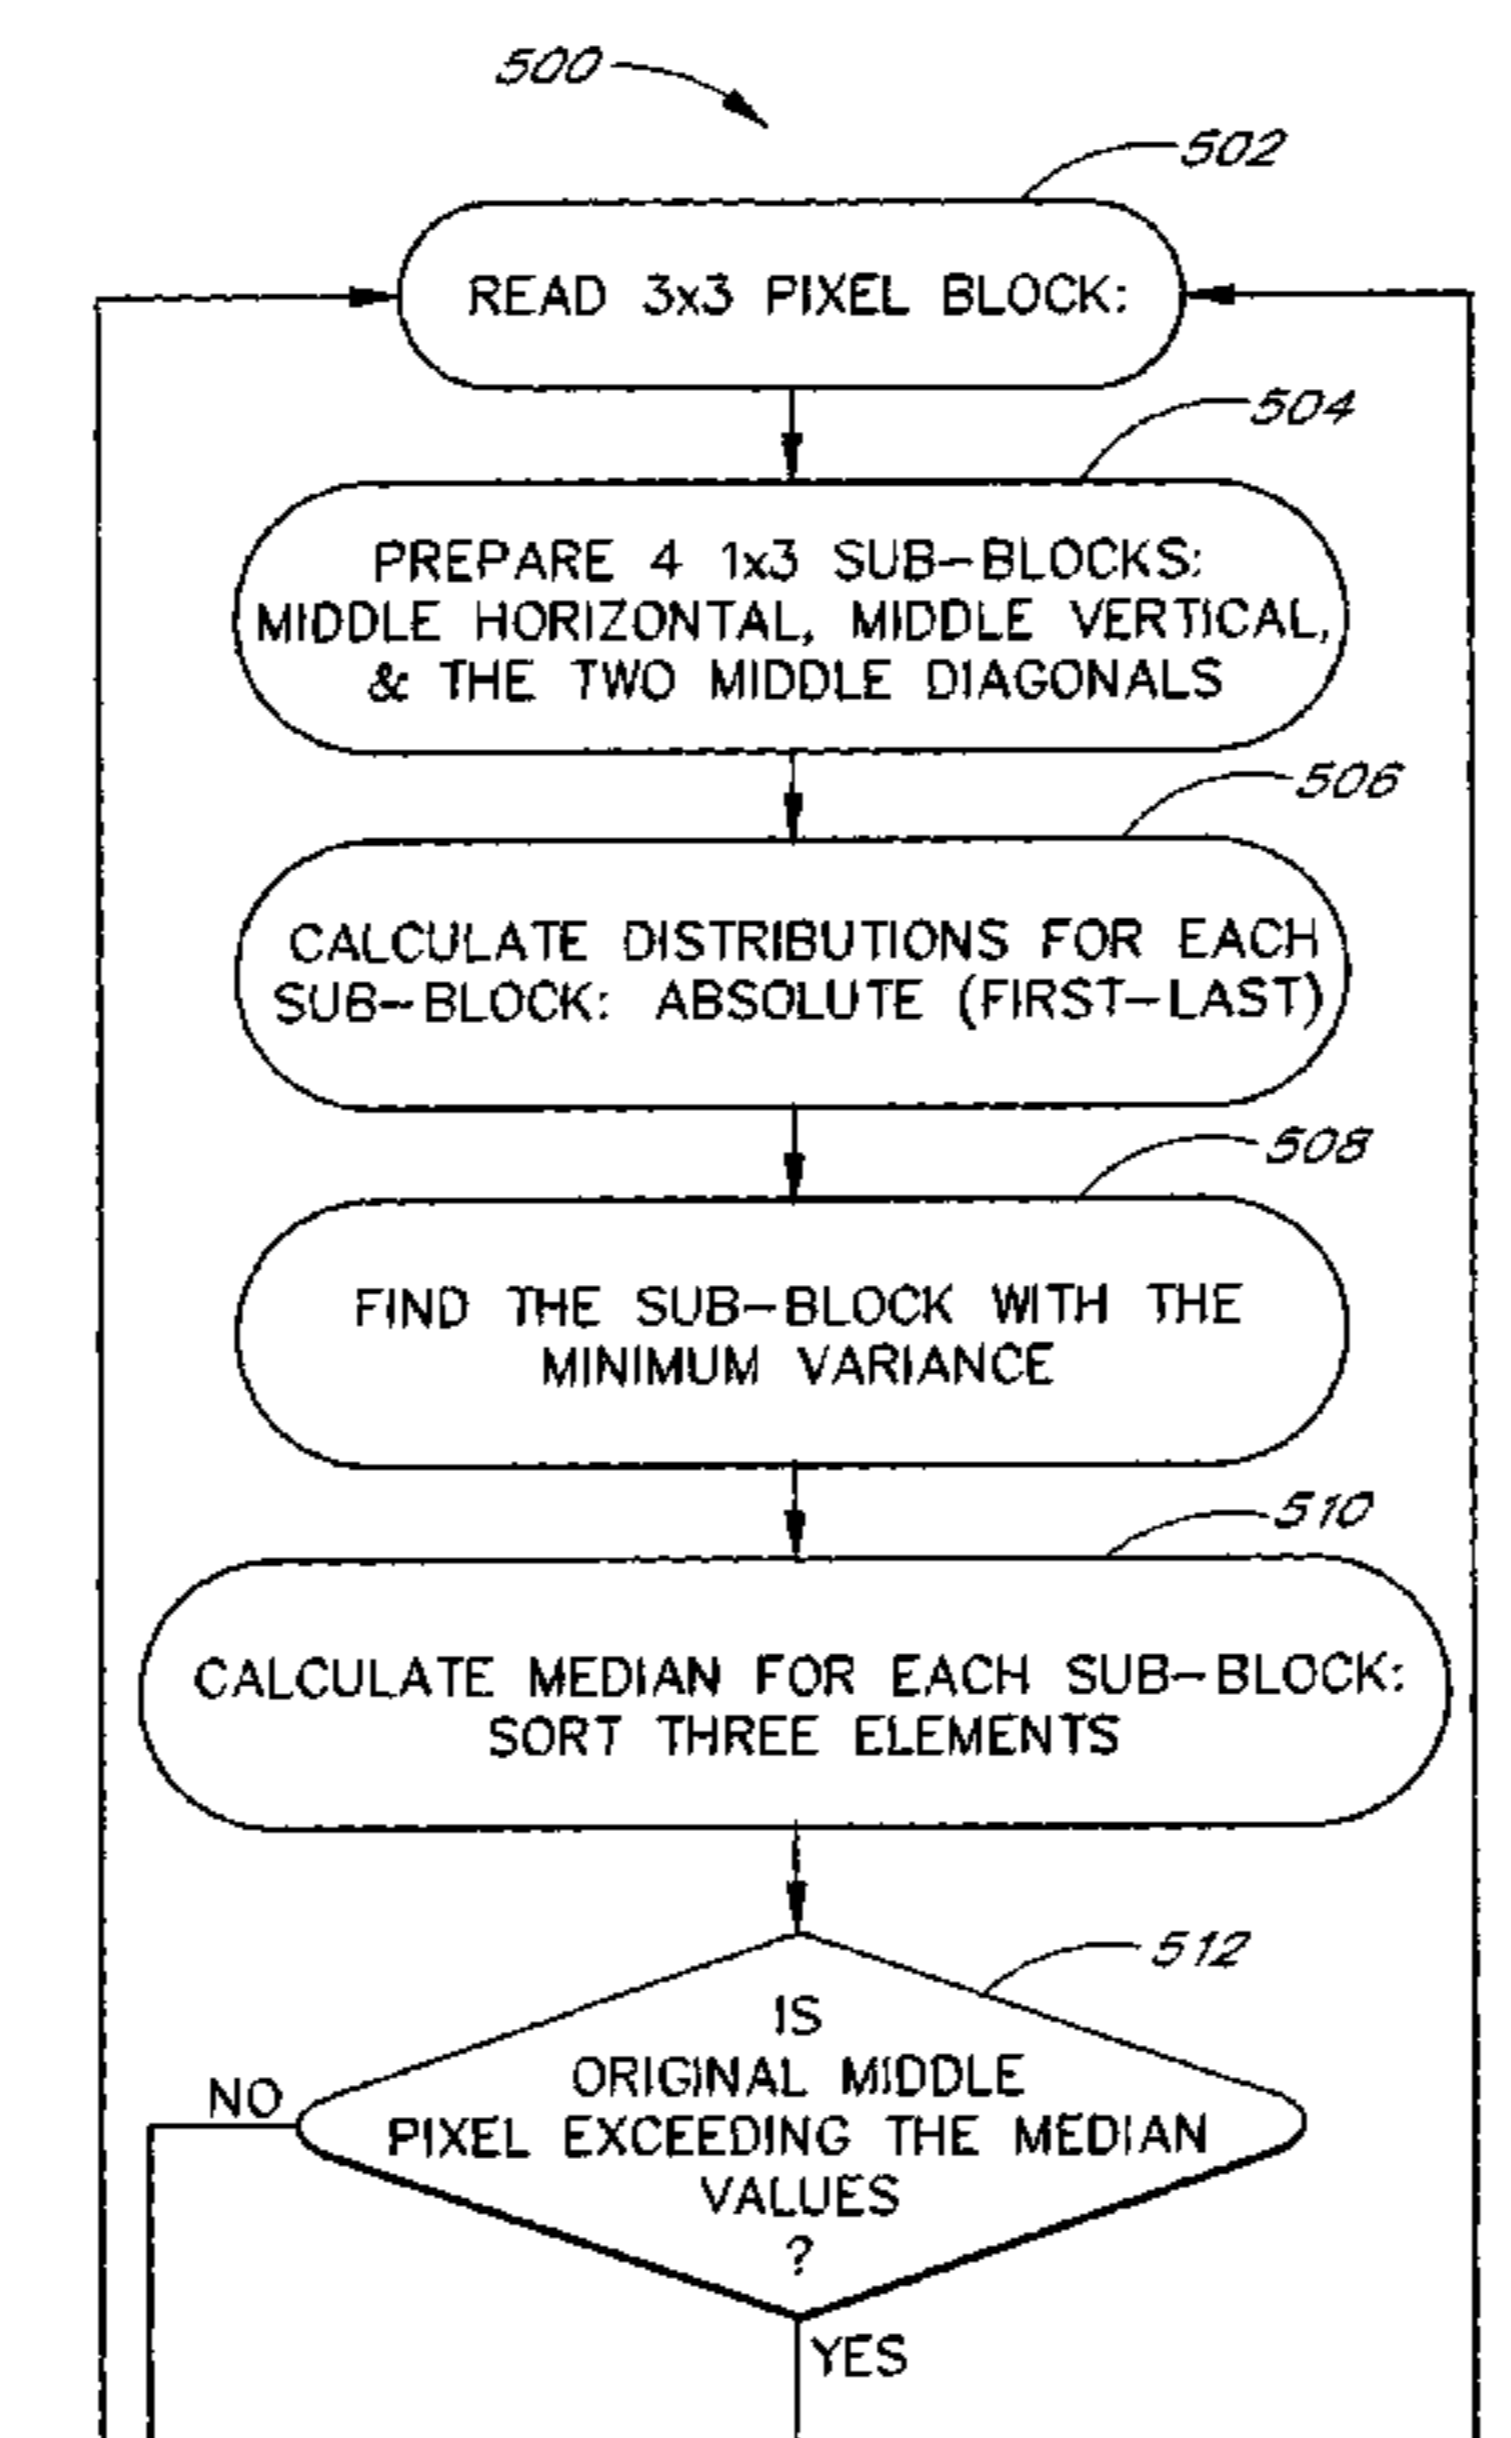 500
502
READ 3x3 PIXEL BLOCK:
504
PREPARE 4 1x3 SUB-BLOCKS:
MIDDLE HORIZONTAL, MIDDLE VERTICAL,
& THE TWO MIDDLE DIAGONALS
506
CALCULATE DISTRIBUTIONS FOR EACH
SUB-BLOCK: ABSOLUTE (FIRST-LAST)
508
FIND THE SUB-BLOCK WITH THE
MINIMUM VARIANCE
510
CALCULATE MEDIAN FOR EACH SUB-BLOCK:
SORT THREE ELEMENTS
512
IS
ORIGINAL MIDDLE
PIXEL EXCEEDING THE MEDIAN
VALUES
?
NO
YES